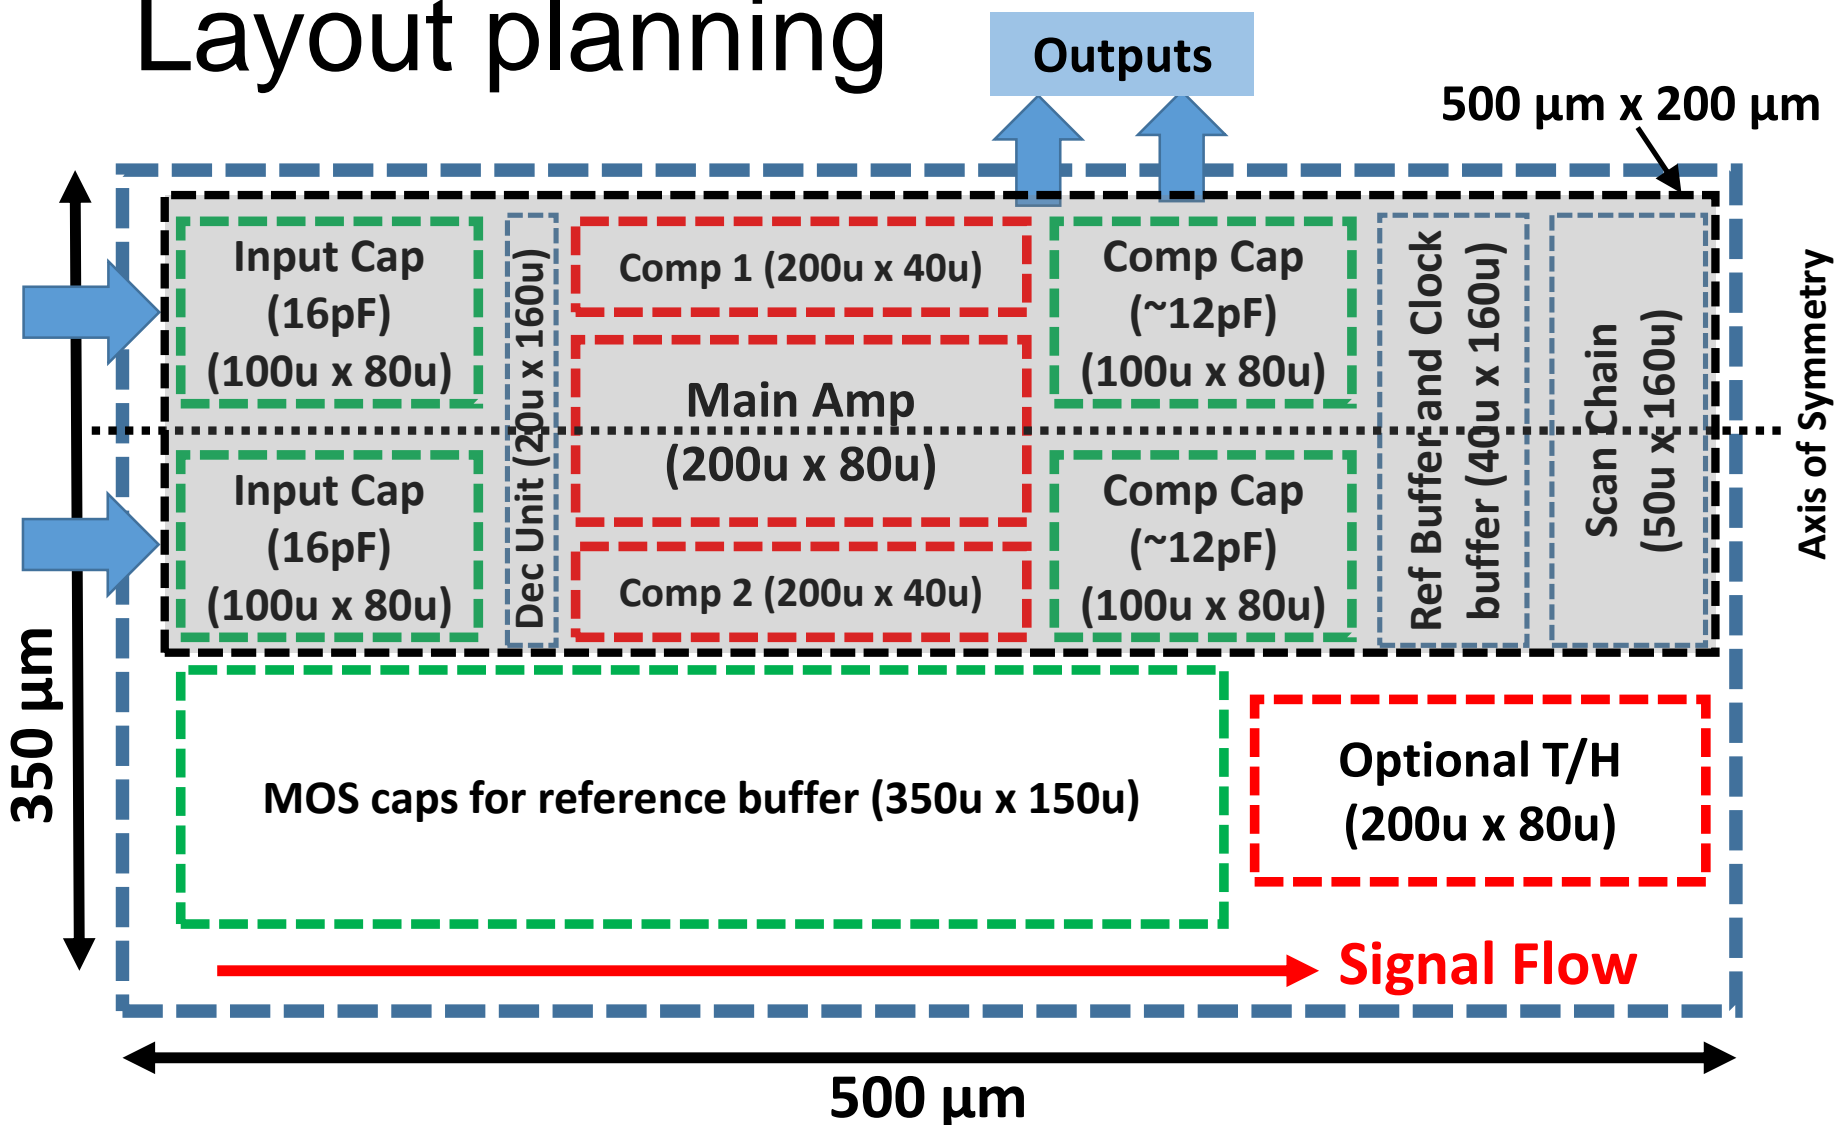 Layout planning
Outputs
500 µm x 200 µm
Input Cap
(16pF)
(100u x 80u)
Input Cap
(16pF)
(100u x 80u)
Dec Unit (20u x 160u)
Comp 1 (200u x 40u)
Main Amp
(200u x 80u)
Comp 2 (200u x 40u)
Comp Cap
(~12pF)
(100u x 80u)
Comp Cap
(~12pF)
(100u x 80u)
Ref Buffer and Clock
buffer (40u x 160u)
Scan Chain
(50u x 160u)
Axis of Symmetry
350 µm
MOS caps for reference buffer (350u x 150u)
Optional T/H
(200u x 80u)
Signal Flow
500 µm